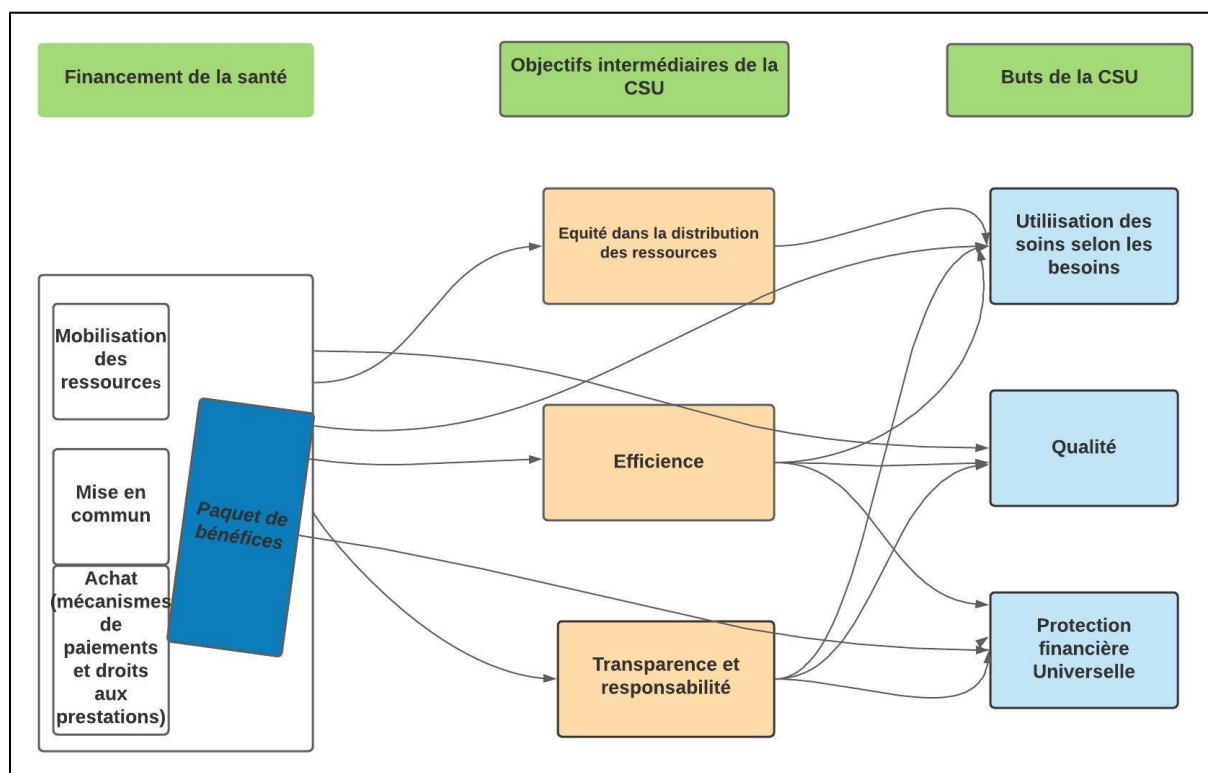 Financement de la santé
Objectifs intermédiaires de la
CSU
Buts de la CSU
Mobilisation
des
ressources
Mise en
commun
Achat
(mécanismes
de
paiements
et droits
aux
prestations)
Paquet de
bénéfices
Equité dans la distribution
des ressources
Efficience
Transparence et
responsabilité
Utiliisation des
soins selon les
besoins
Qualité
Protection
financière
Universelle